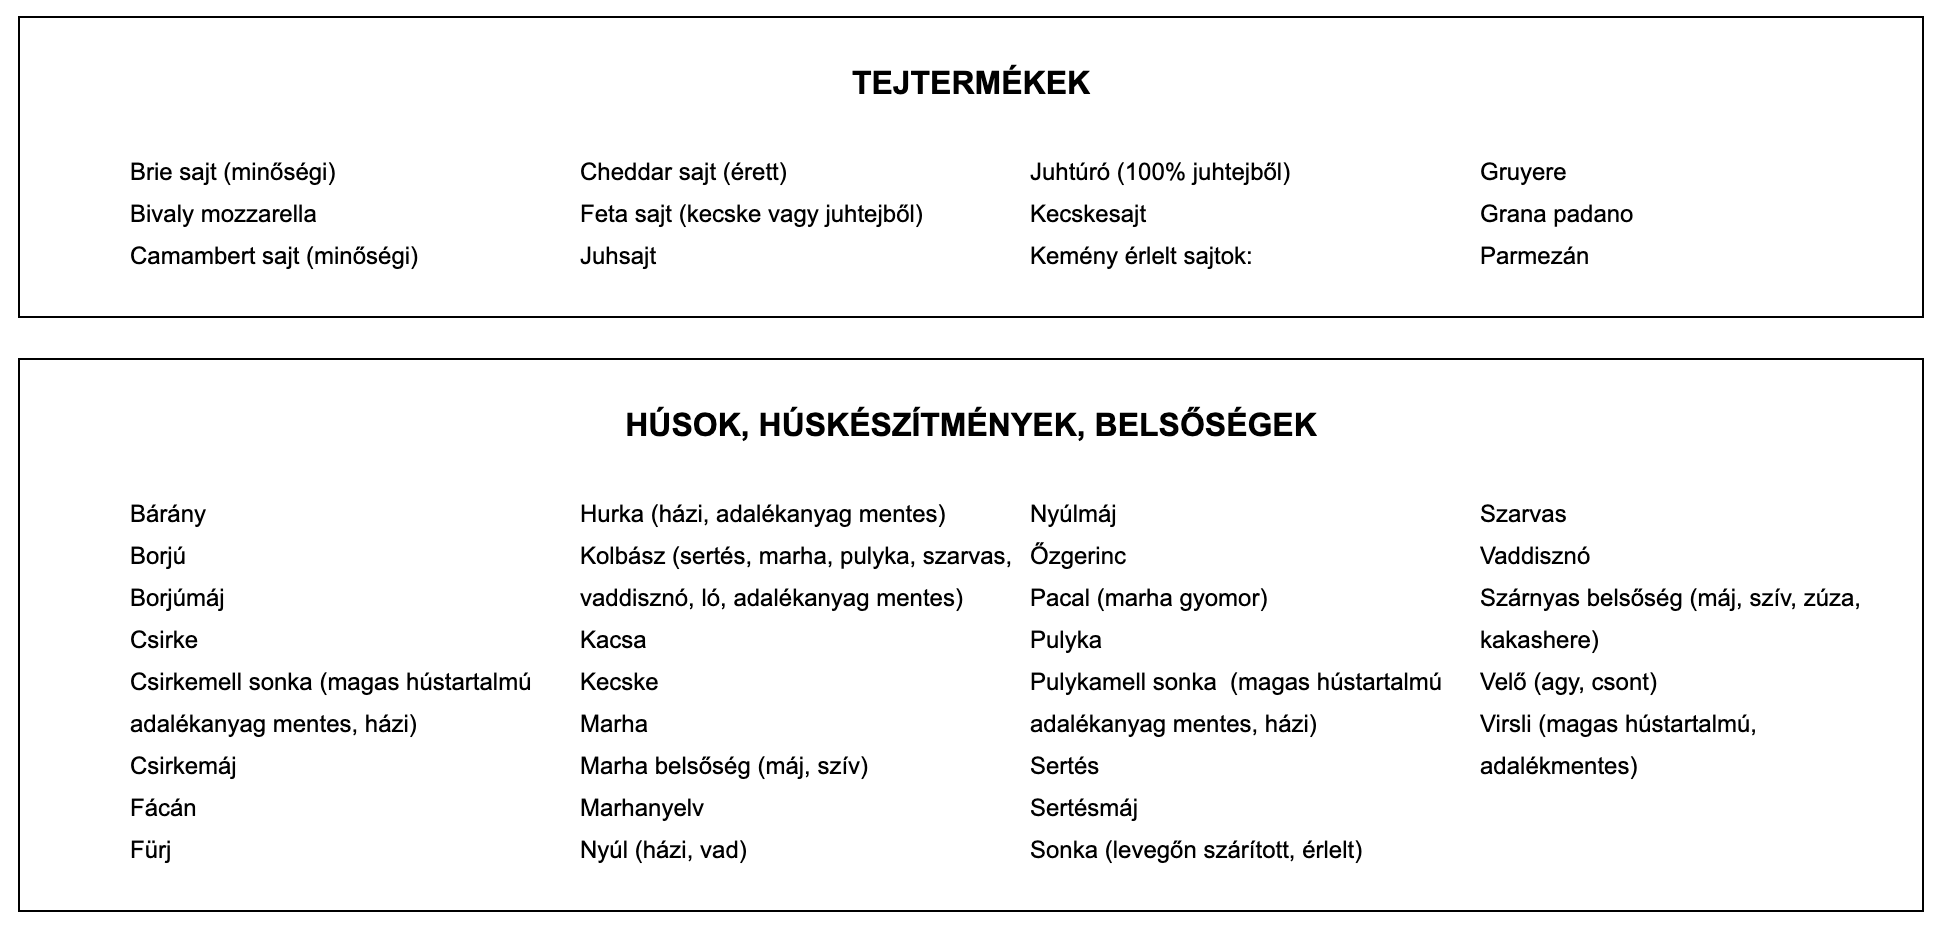 TEJTERMÉKEK
Brie sajt (minőségi)
Bivaly mozzarella
Camambert sajt (minőségi)
Cheddar sajt (érett)
Feta sajt (kecske vagy juhtejből)
Juhsajt
Juhtúró (100% juhtejből)
Kecskesajt
Kemény érlelt sajtok:
Gruyere
Grana padano
Parmezán
HÚSOK, HÚSKÉSZÍTMÉNYEK, BELSŐSÉGEK
Bárány
Borjú
Borjúmáj
Csirke
Csirkemell sonka (magas hústartalmú
adalékanyag mentes, házi)
Csirkemáj
Fácán
Fürj
Hurka (házi, adalékanyag mentes)
Kolbász (sertés, marha, pulyka, szarvas,
vaddisznó, ló, adalékanyag mentes)
Kacsa
Kecske
Marha
Marha belsőség (máj, szív)
Marhanyelv
Nyúl (házi, vad)
Nyúlmáj
Őzgerinc
Pacal (marha gyomor)
Pulyka
Pulykamell sonka  (magas hústartalmú
adalékanyag mentes, házi)
Sertés
Sertésmáj
Sonka (levegőn szárított, érlelt)
Szarvas
Vaddisznó
Szárnyas belsőség (máj, szív, zúza,
kakashere)
Velő (agy, csont)
Virsli (magas hústartalmú,
adalékmentes)